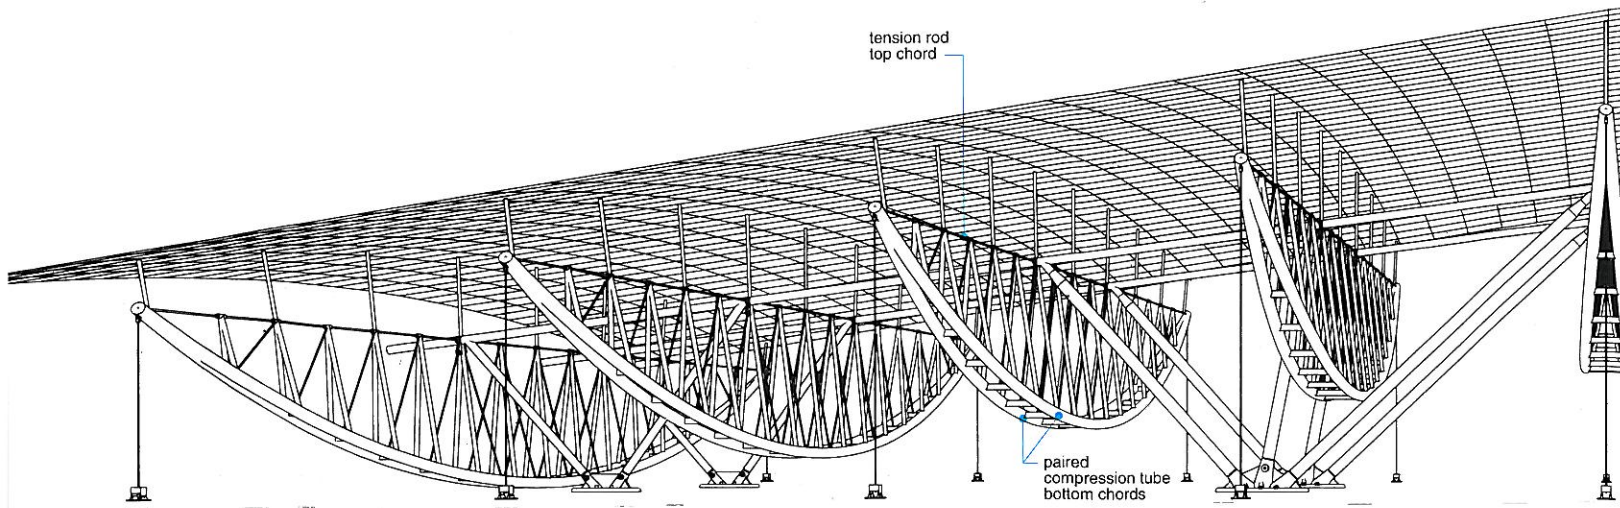 tension rod
top chord
paired
compression tube
bottom chords